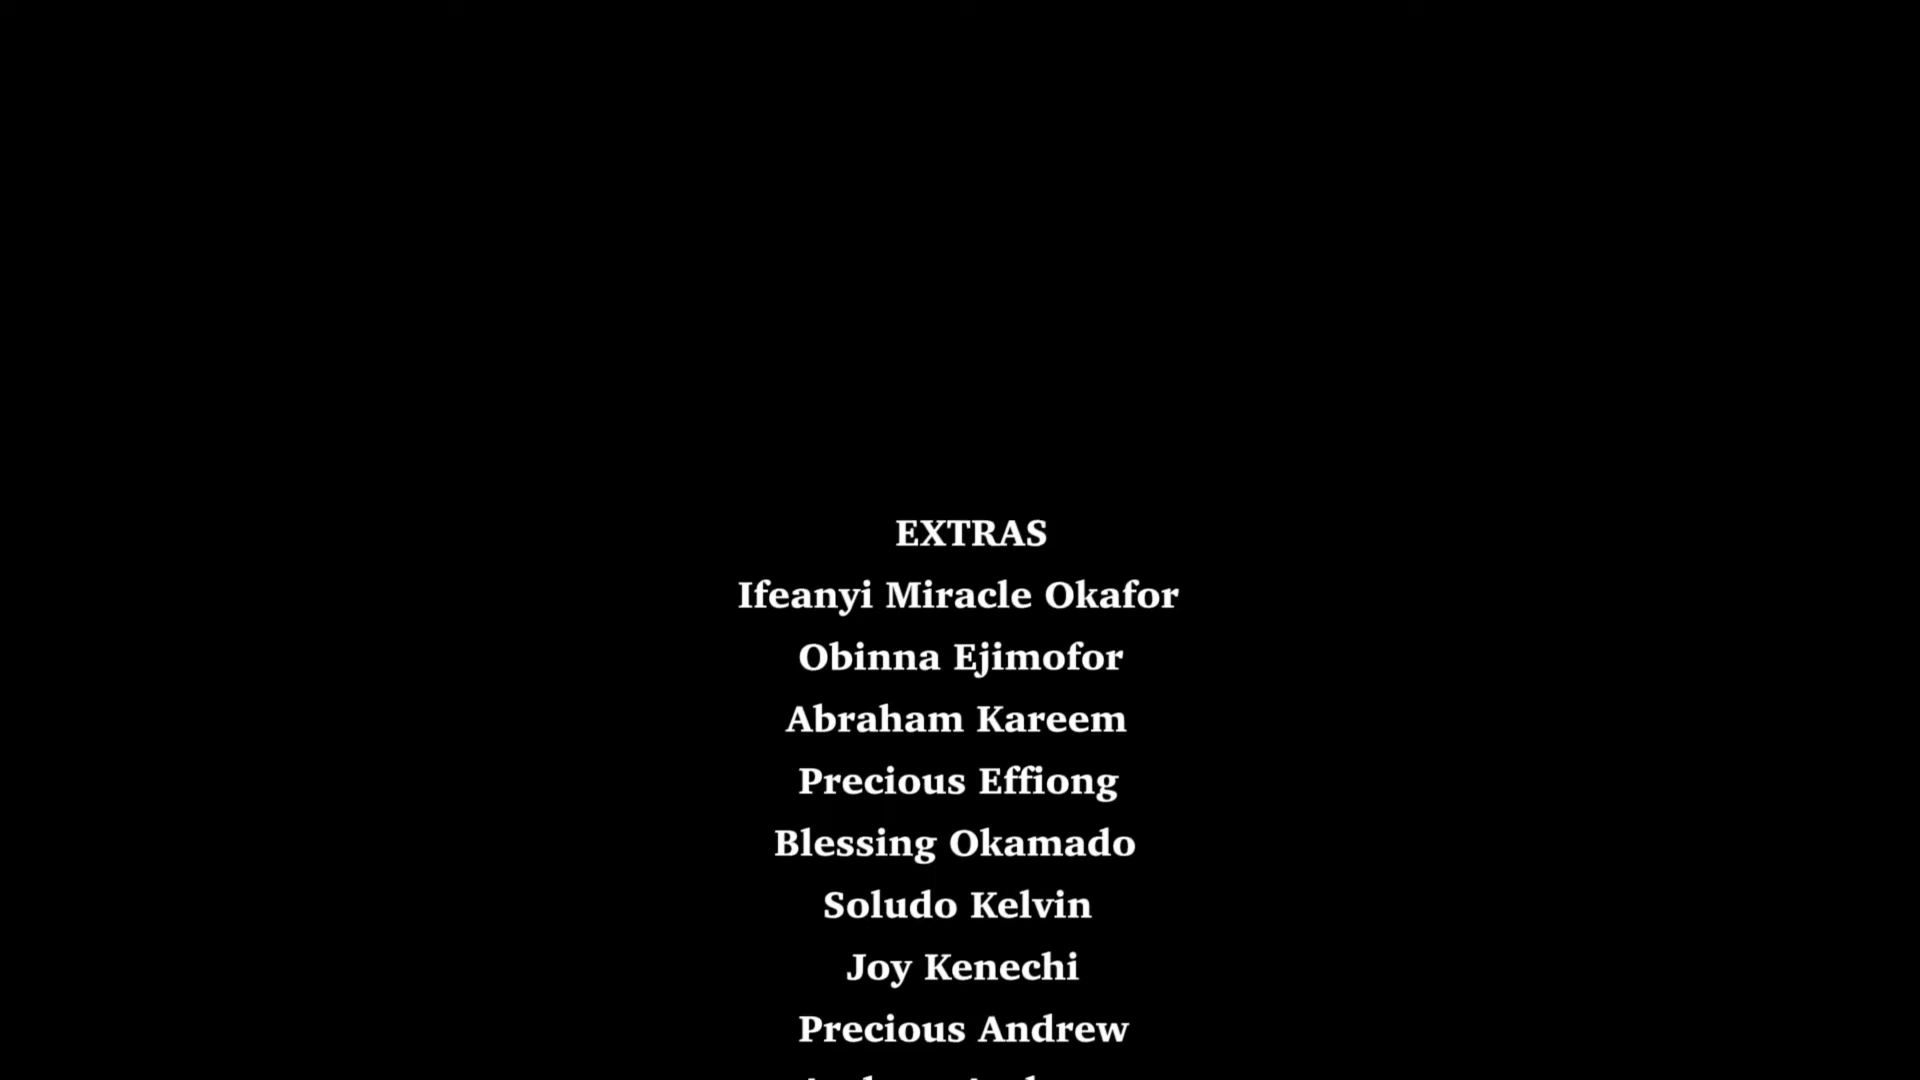 EXTRAS
Ifeanyi Miracle Okafor
Obinna Ejimofor
Abraham Kareem
Precious Effiong
Blessing Okamado
Soludo Kelvin
Joy Kenechi
Precious Andrew